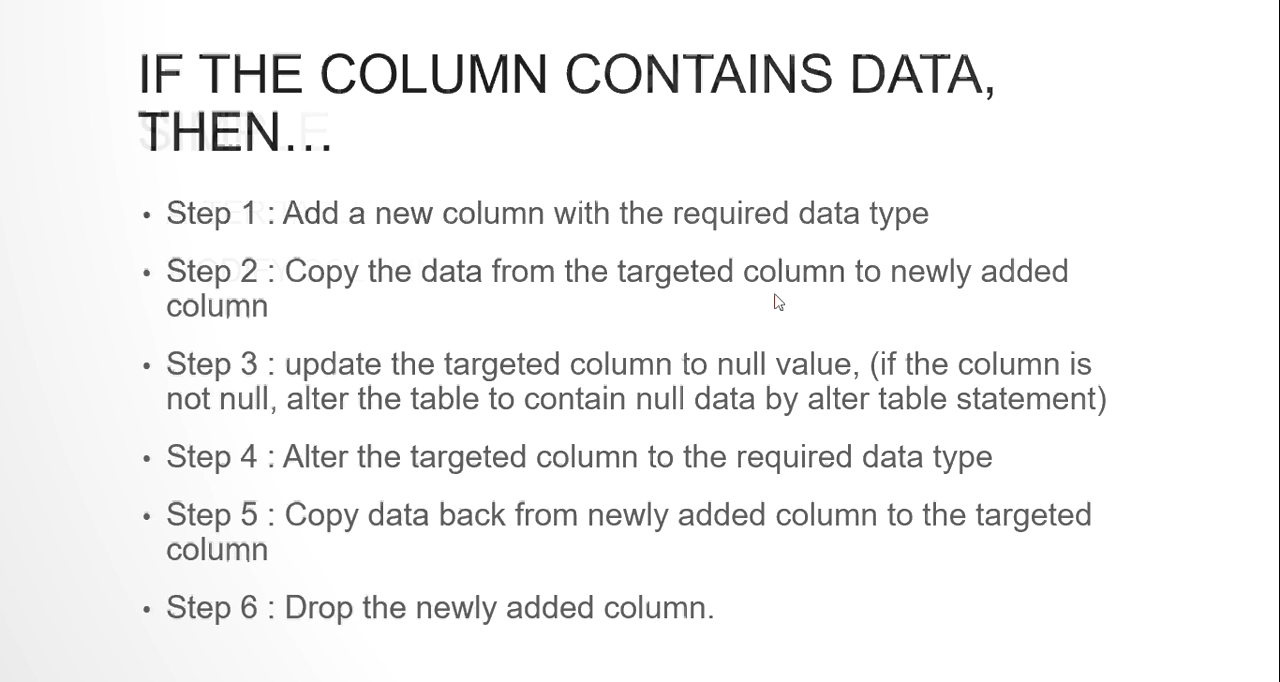 IF THE COLUMN CONTAINS DATA,
THEN…
• Step 1 : Add a new column with the required data type
• Step 2 : Copy the data from the targeted column to newly added
column
• Step 3 : update the targeted column to null value, (if the column is
not null, alter the table to contain null data by alter table statement)
• Step 4 : Alter the targeted column to the required data type
• Step 5 : Copy data back from newly added column to the targeted
column
• Step 6 : Drop the newly added column.